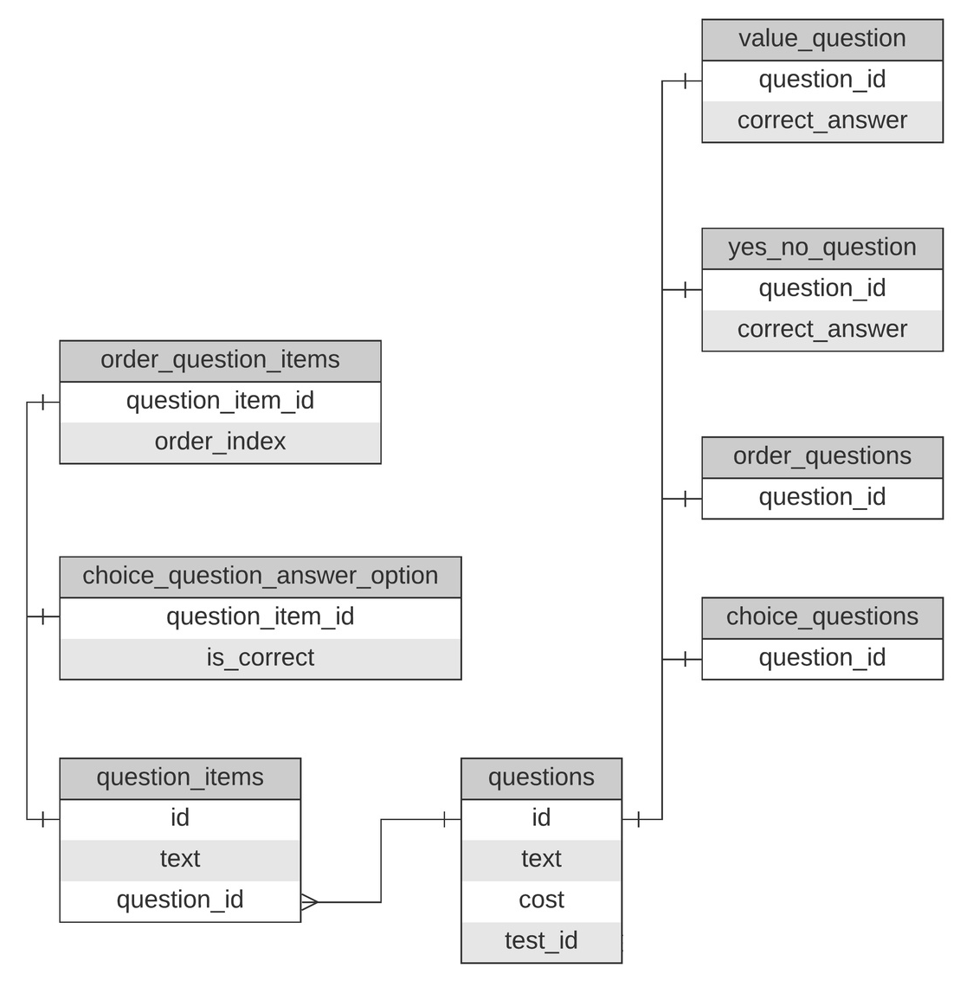 value_question
question_id
correct_answer
yes_no_question
question_id
correct_answer
order_question_items
question_item_id
order_index
order_questions
question_id
choice_question_answer_option
question_item_id
is_correct
choice_questions
question_id
question_items
id
text
question_id
questions
id
text
cost
test_id